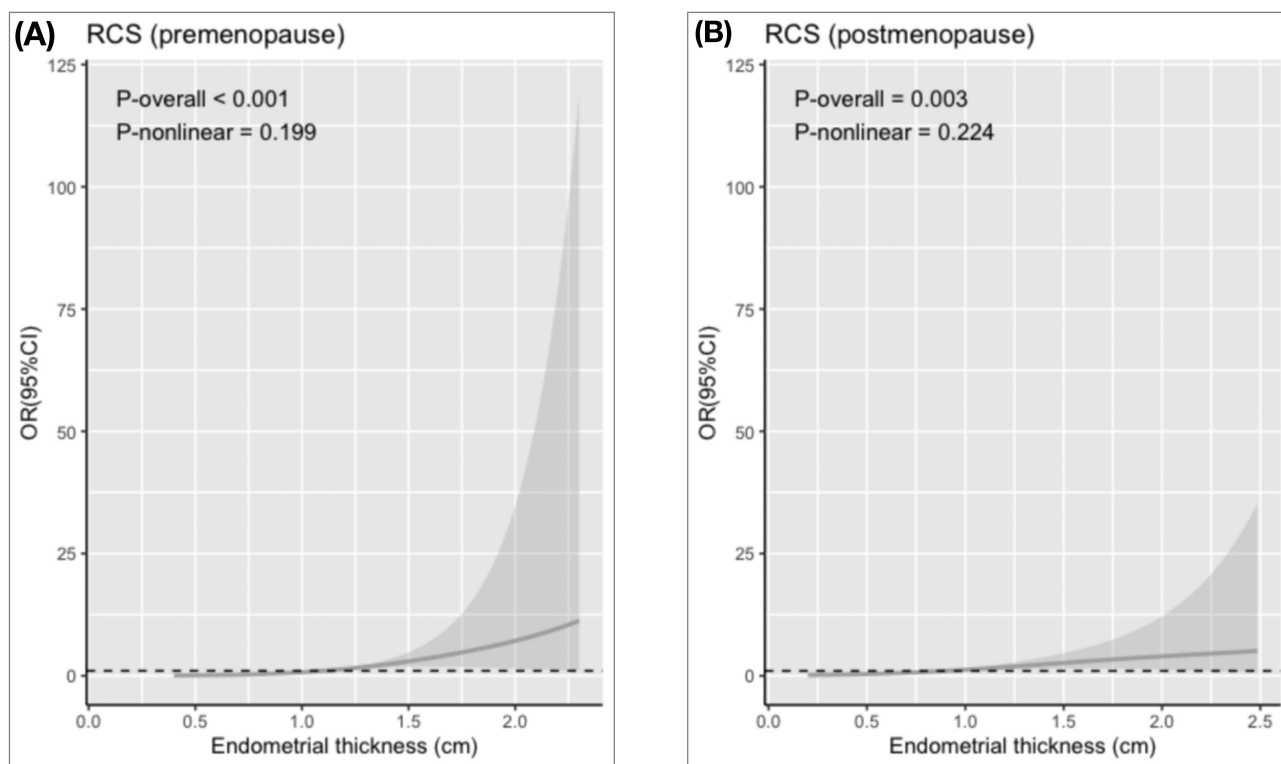 (A) RCS (premenopause)
125
100
75
50
25
0
OR(95%CI)
P-overall < 0.001
P-nonlinear = 0.199
0.0 0.5 1.0 1.5 2.0
Endometrial thickness (cm)
(B) RCS (postmenopause)
125
100
75
50
25
0
OR(95%CI)
P-overall = 0.003
P-nonlinear = 0.224
0.0 0.5 1.0 1.5 2.0 2.5
Endometrial thickness (cm)